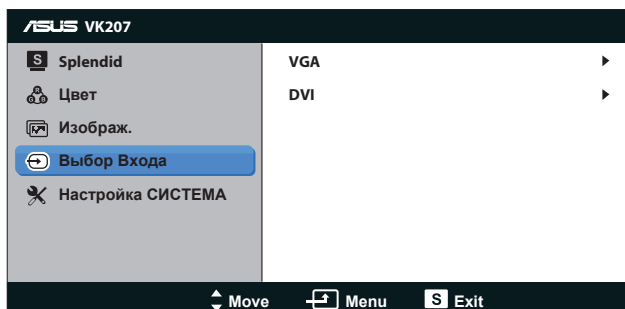 ASUS VK207
S Splendid
Цвет
Изображ.
Выбор Входа
Настройка СИСТЕМА
VGA
DVI
Move Menu S Exit